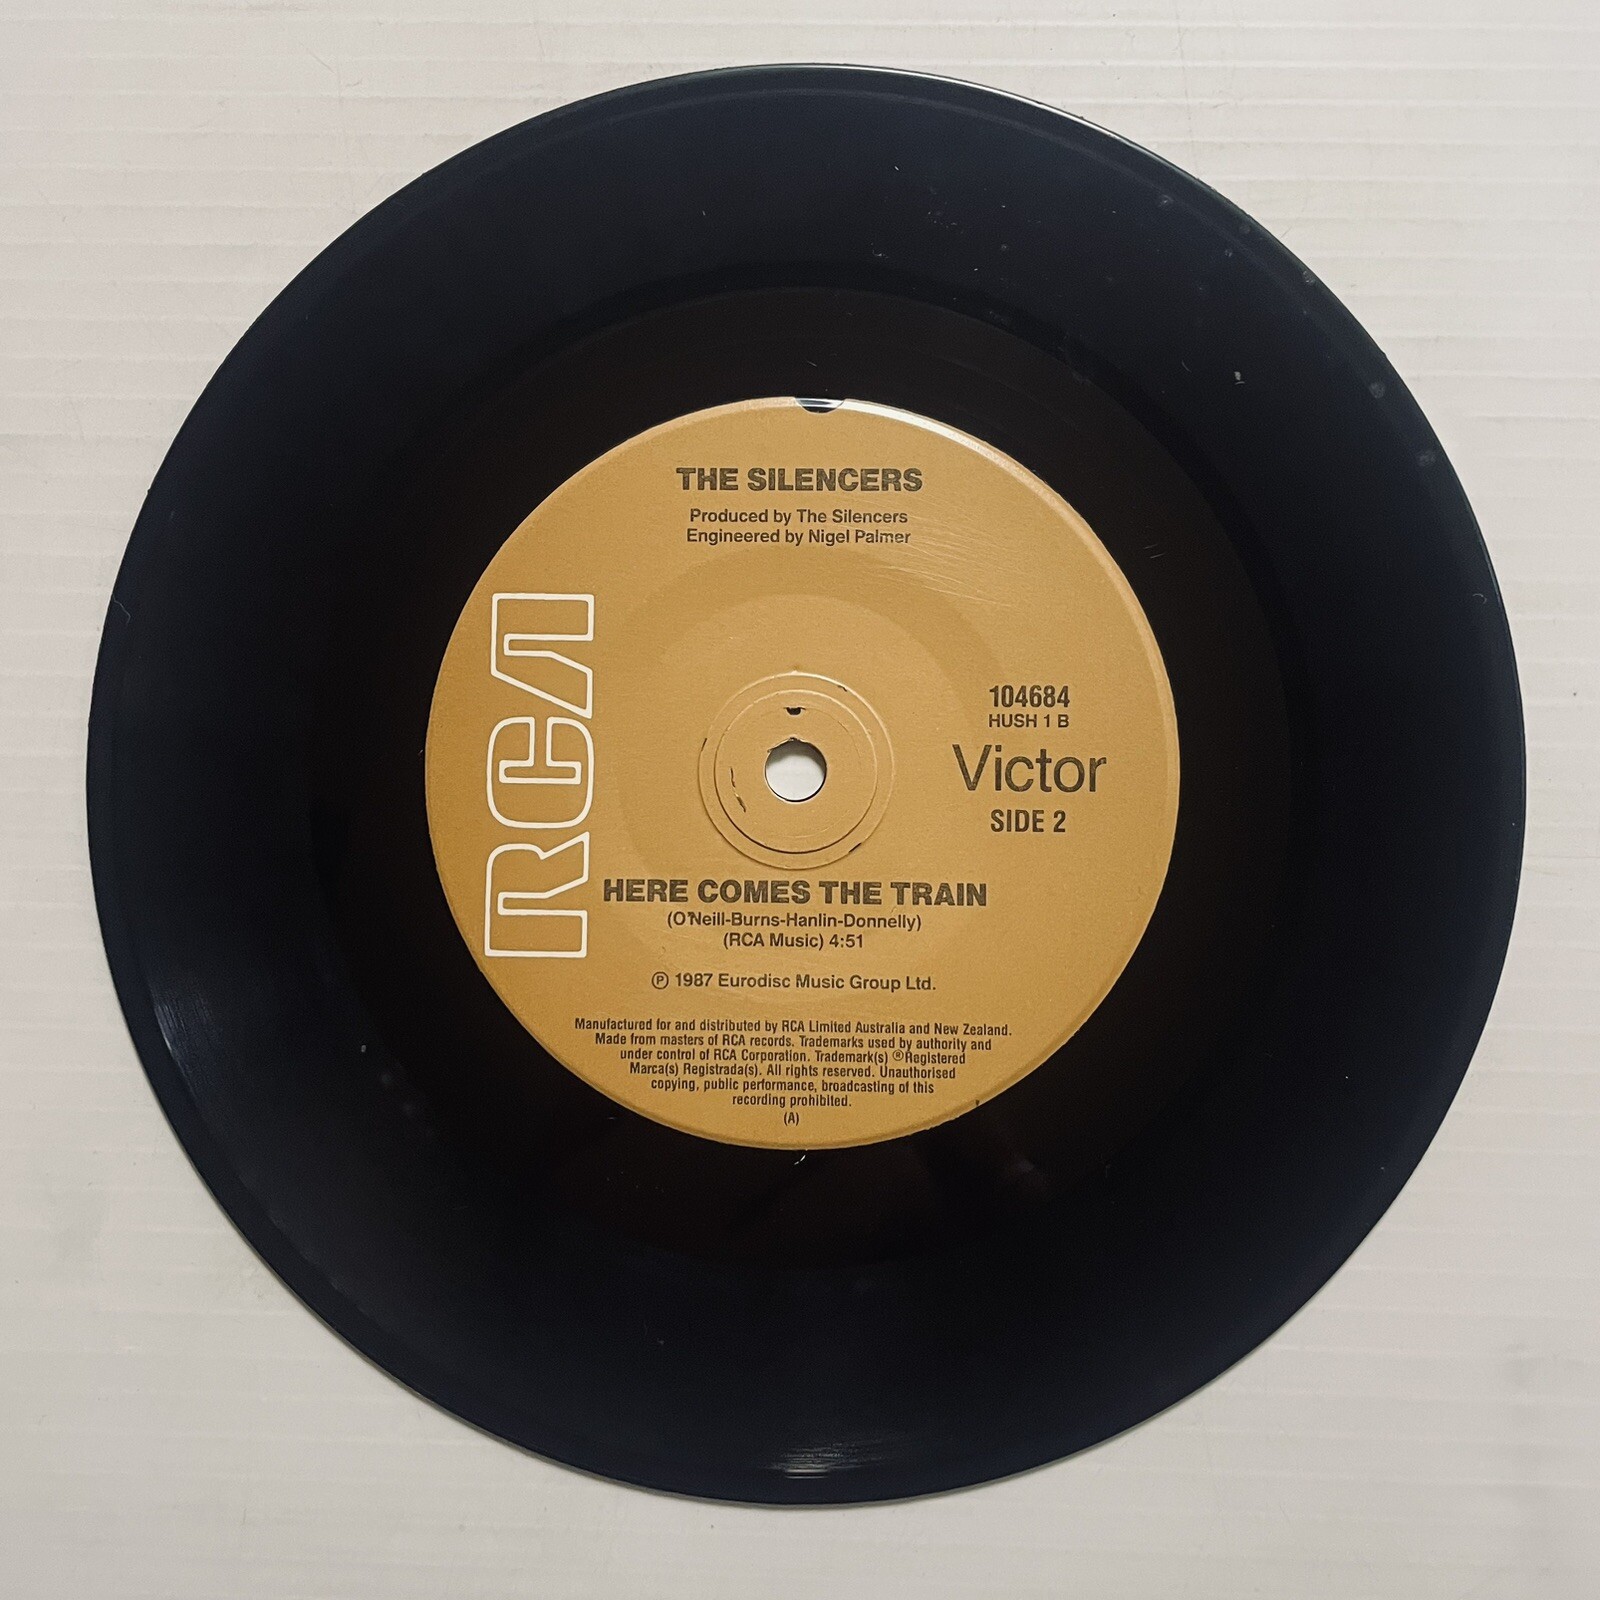 THE SILENCERS
Produced by The Silencers
Engineered by Nigel Palmer
RCA
104684
HUSH 1 B
Victor
SIDE 2
HERE COMES THE TRAIN
(O'Neill-Burns-Hanlin-Donnelly)
(RCA Music) 4:51
℗ 1987 Eurodisc Music Group Ltd.
Manufactured for and distributed by RCA Limited Australia and New Zealand.
Made from masters of RCA records. Trademarks used by authority and
under control of RCA Corporation. Trademark(s) ®Registered
Marca(s) Registrada(s). All rights reserved. Unauthorised
copying, public performance, broadcasting of this
recording prohibited.
(A)